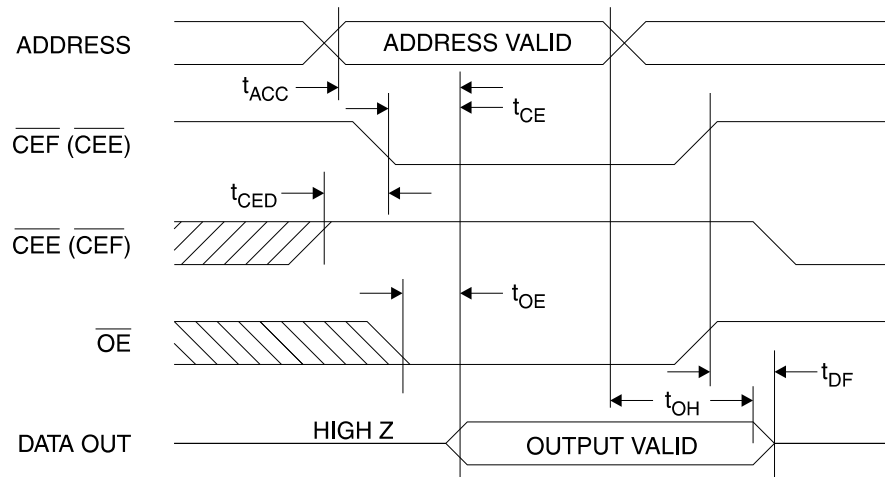 ADDRESS
ADDRESS VALID
tACC
tCE
CEF (CEE)
tCED
CEE (CEF)
tOE
OE
tDF
tOH
HIGH Z
DATA OUT
OUTPUT VALID